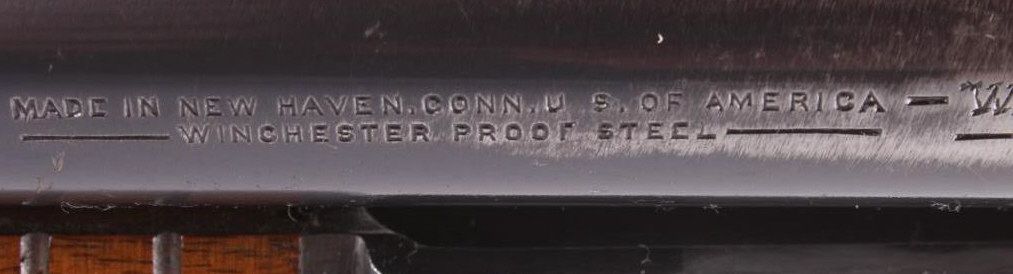 MADE IN NEW HAVEN, CONN. U. S. OF AMERICA — W
WINCHESTER PROOF STEEL